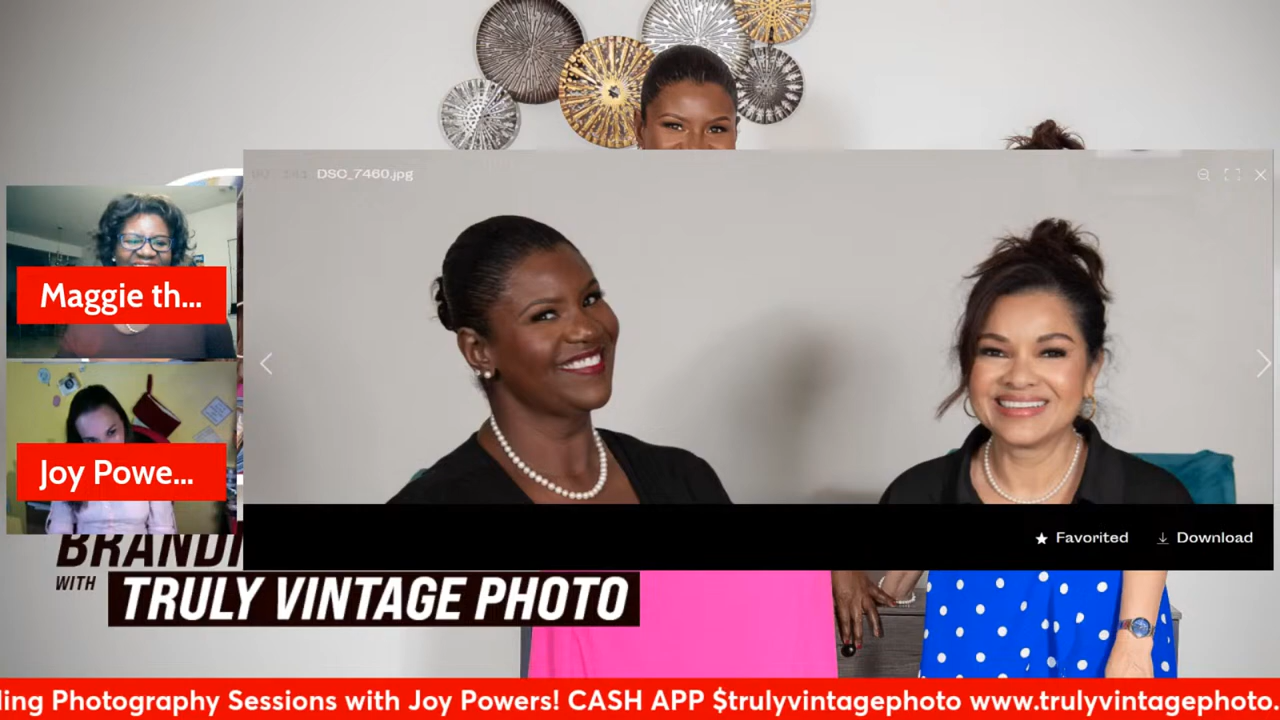 DSC_7460.jpg
Maggie th...
Joy Powe...
Favorited
Download
WITH
TRULY VINTAGE PHOTO
ling Photography Sessions with Joy Powers! CASH APP $trulyvintagephoto www.trulyvintagephoto.